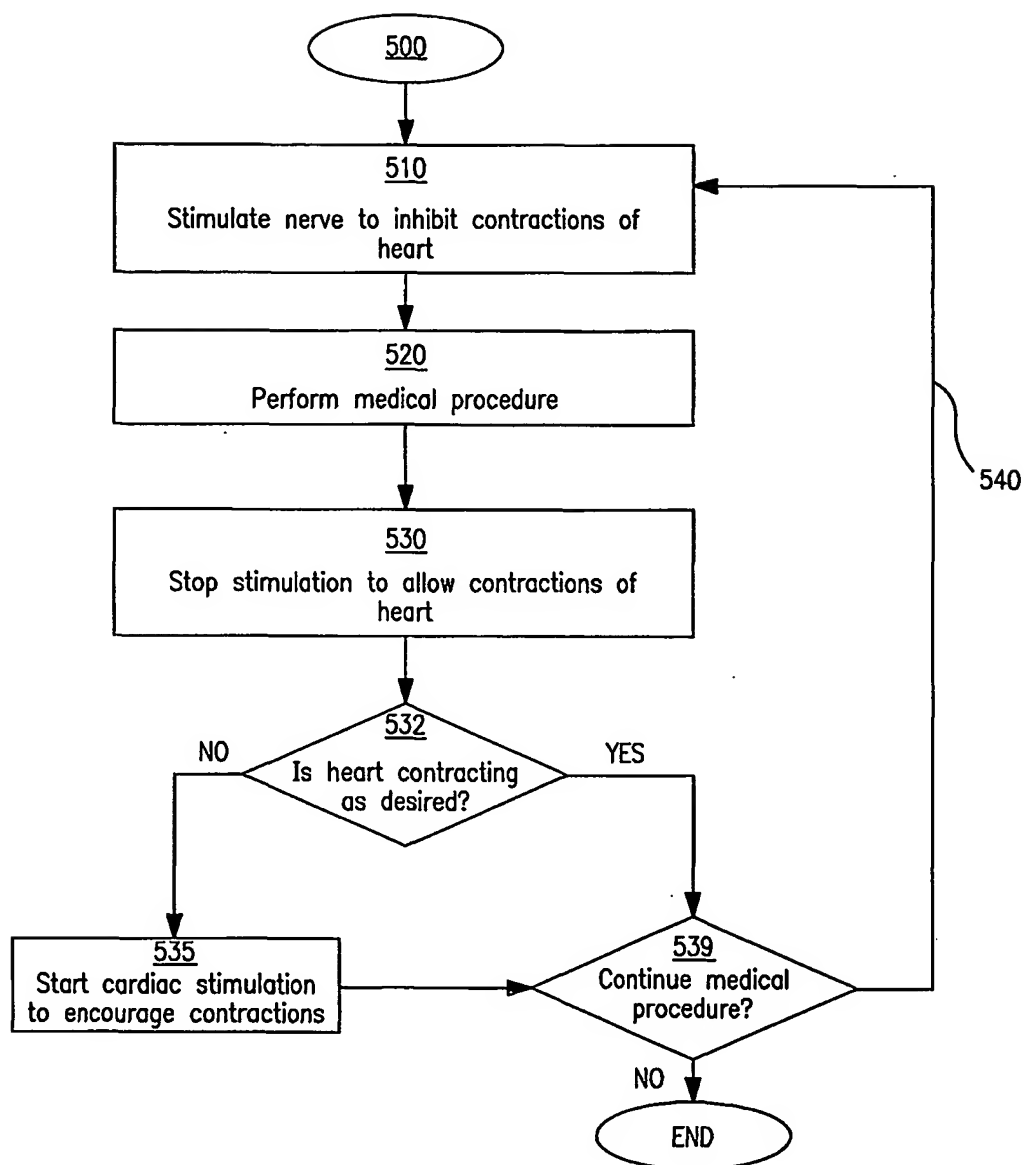 500
510
Stimulate nerve to inhibit contractions of
heart
520
Perform medical procedure
530
Stop stimulation to allow contractions of
heart
532
Is heart contracting
as desired?
NO
YES
535
Start cardiac stimulation
to encourage contractions
539
Continue medical
procedure?
540
NO
END